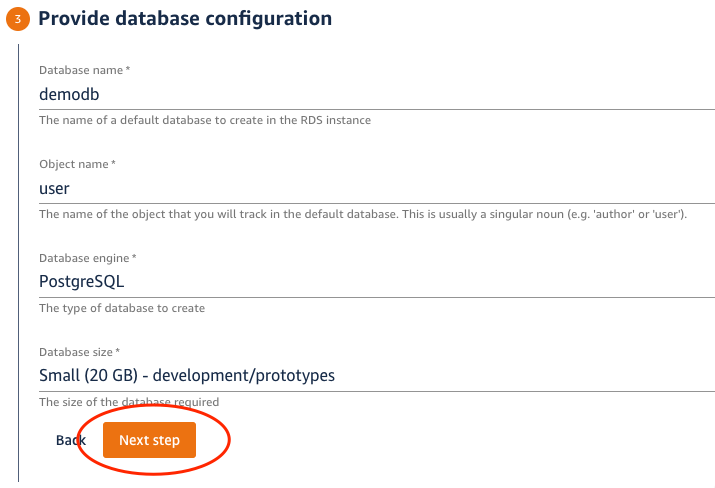 3 Provide database configuration
Database name *
demodb
The name of a default database to create in the RDS instance
Object name *
user
The name of the object that you will track in the default database. This is usually a singular noun (e.g. 'author' or 'user').
Database engine *
PostgreSQL
The type of database to create
Database size *
Small (20 GB) - development/prototypes
The size of the database required
Back Next step